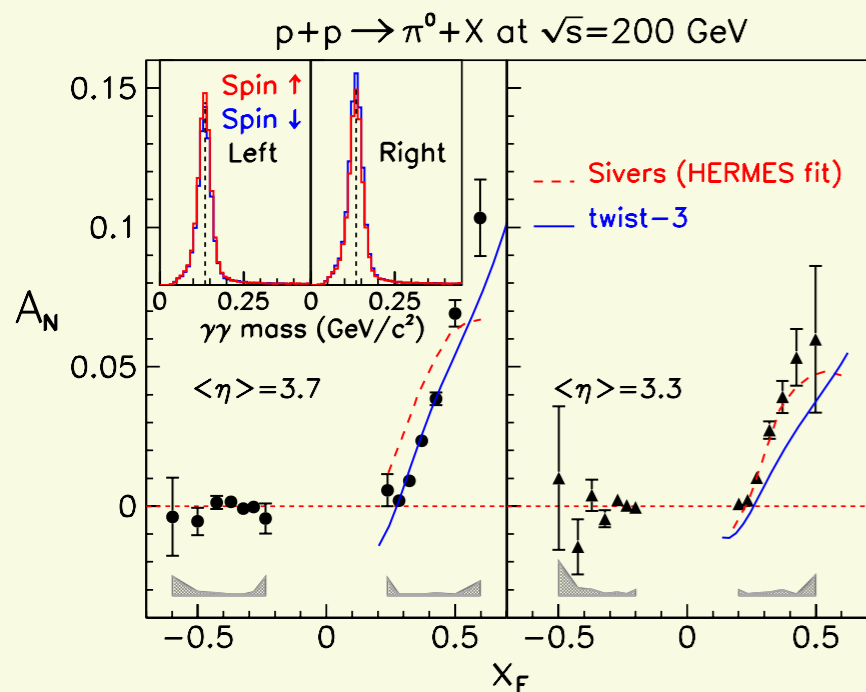 p+p → π⁰+X at √s=200 GeV
A_N
0.15
0.1
0.05
0
Spin ↑
Spin ↓
Left
Right
0
0.25
0
0.25
γγ mass (GeV/c²)
Sivers (HERMES fit)
twist-3
<η>=3.7
<η>=3.3
-0.5
0
0.5
-0.5
0
0.5
x_F